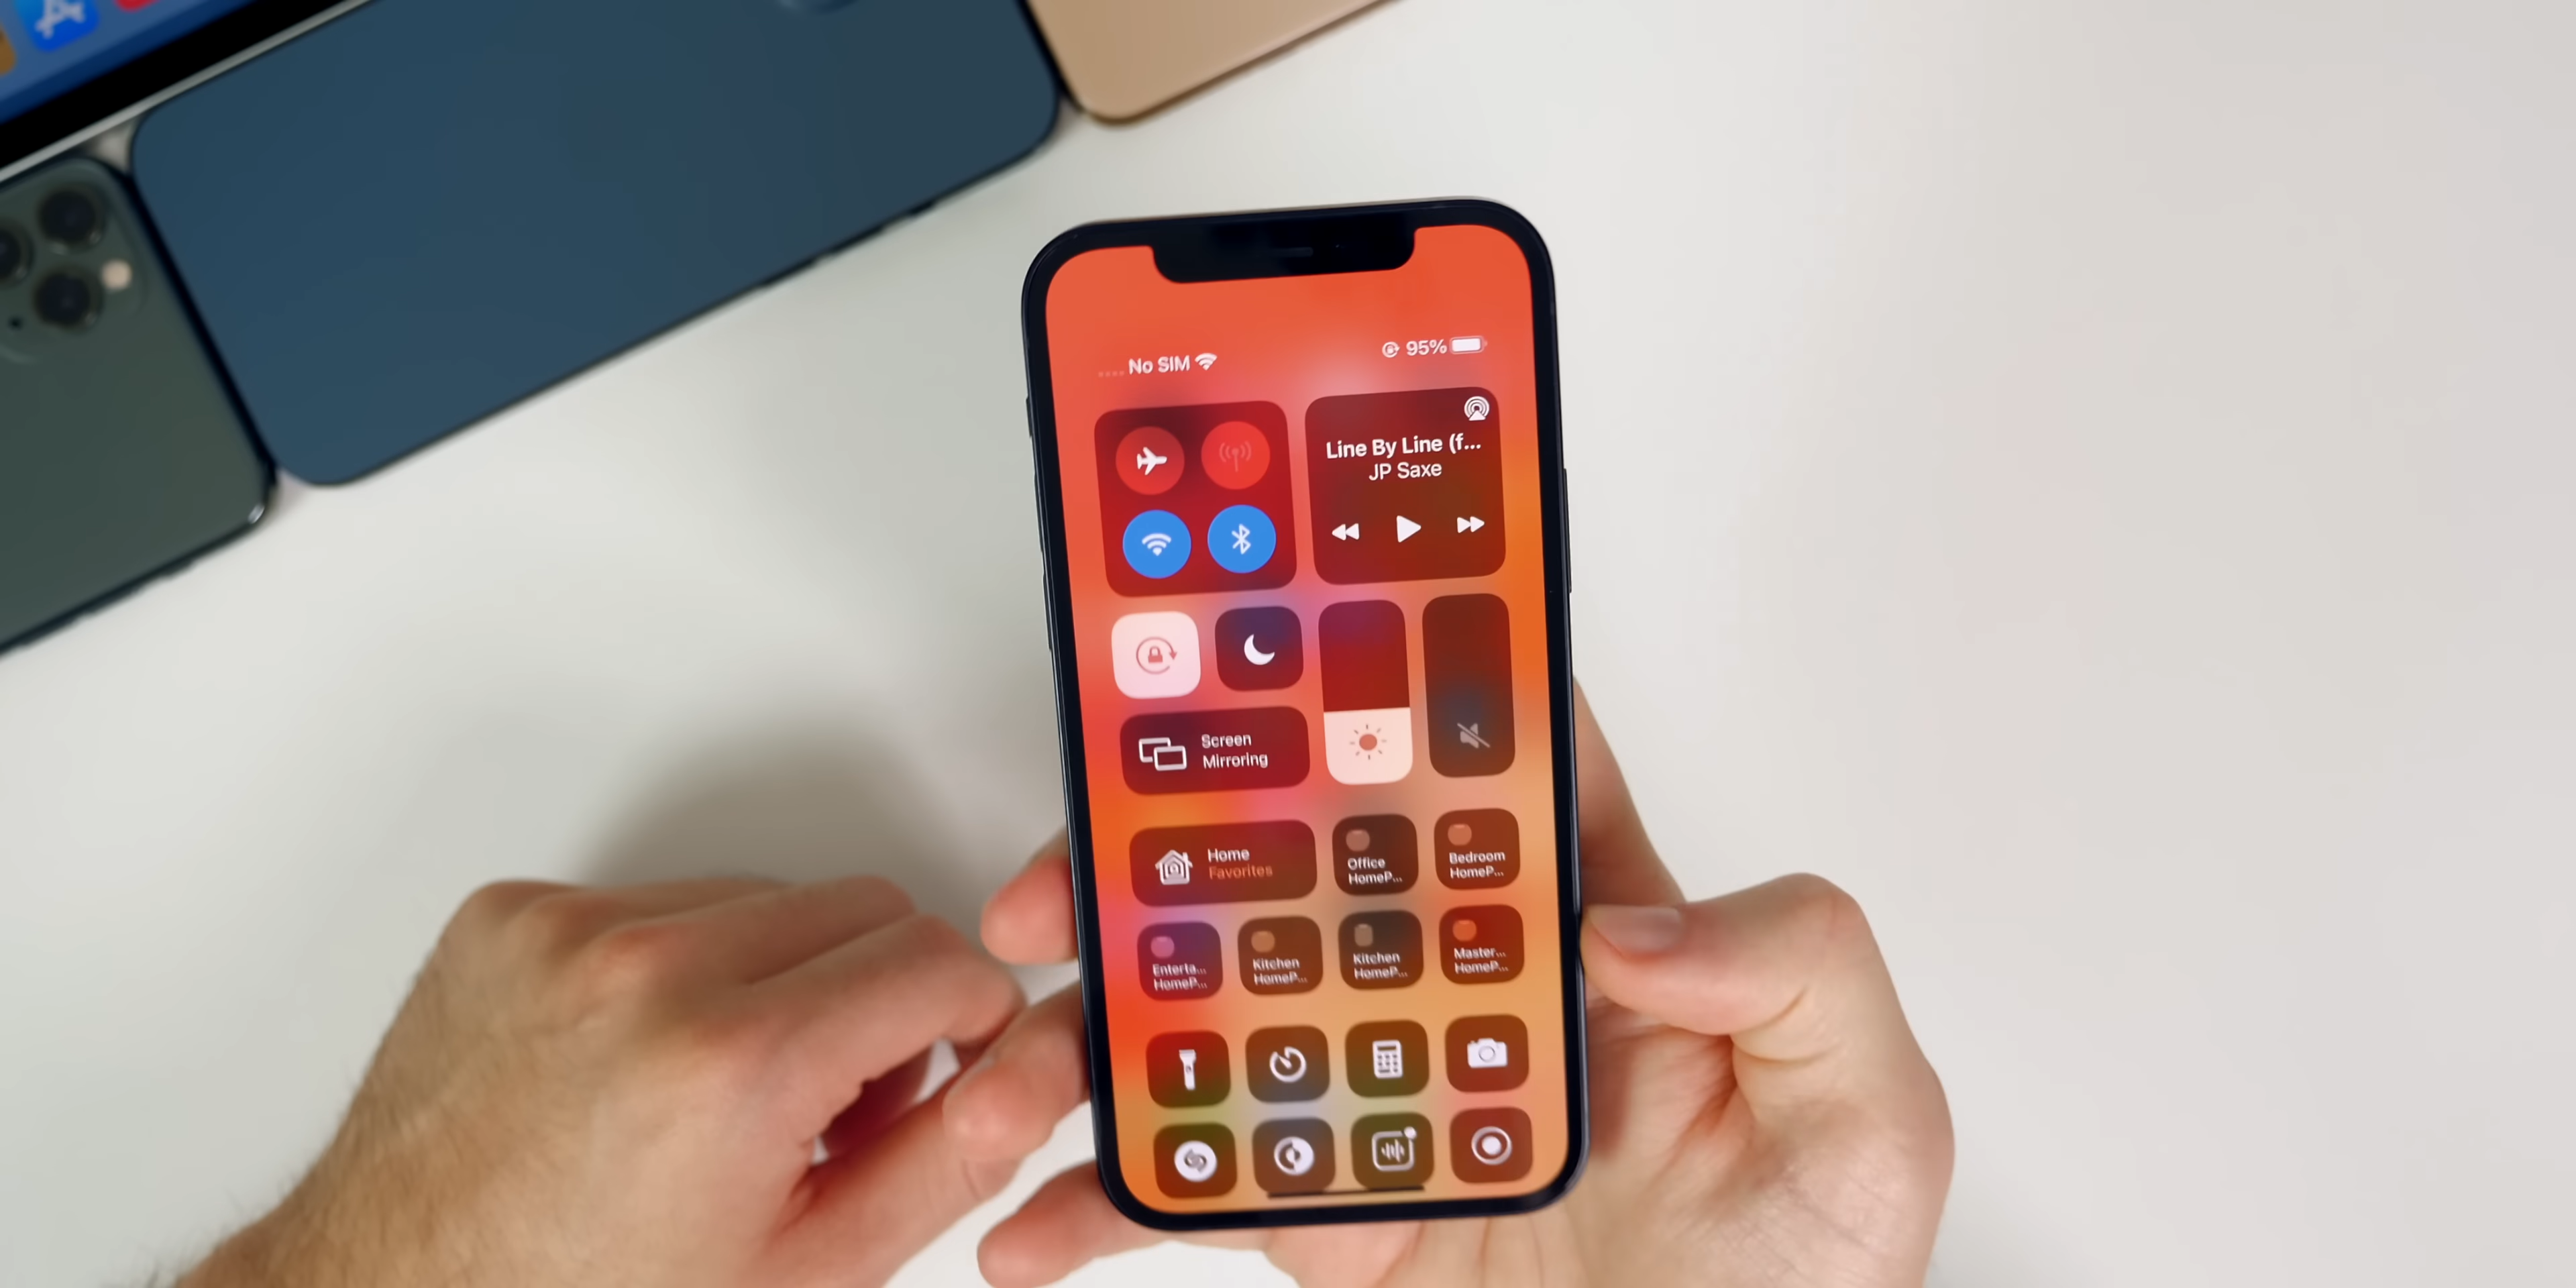 No SIM
95%
Line By Line (f...
JP Saxe
Screen
Mirroring
Home
Favorites
Office
HomeP...
Bedroom
HomeP...
Enterta...
HomeP...
Kitchen
HomeP...
Kitchen
HomeP...
Master...
HomeP...